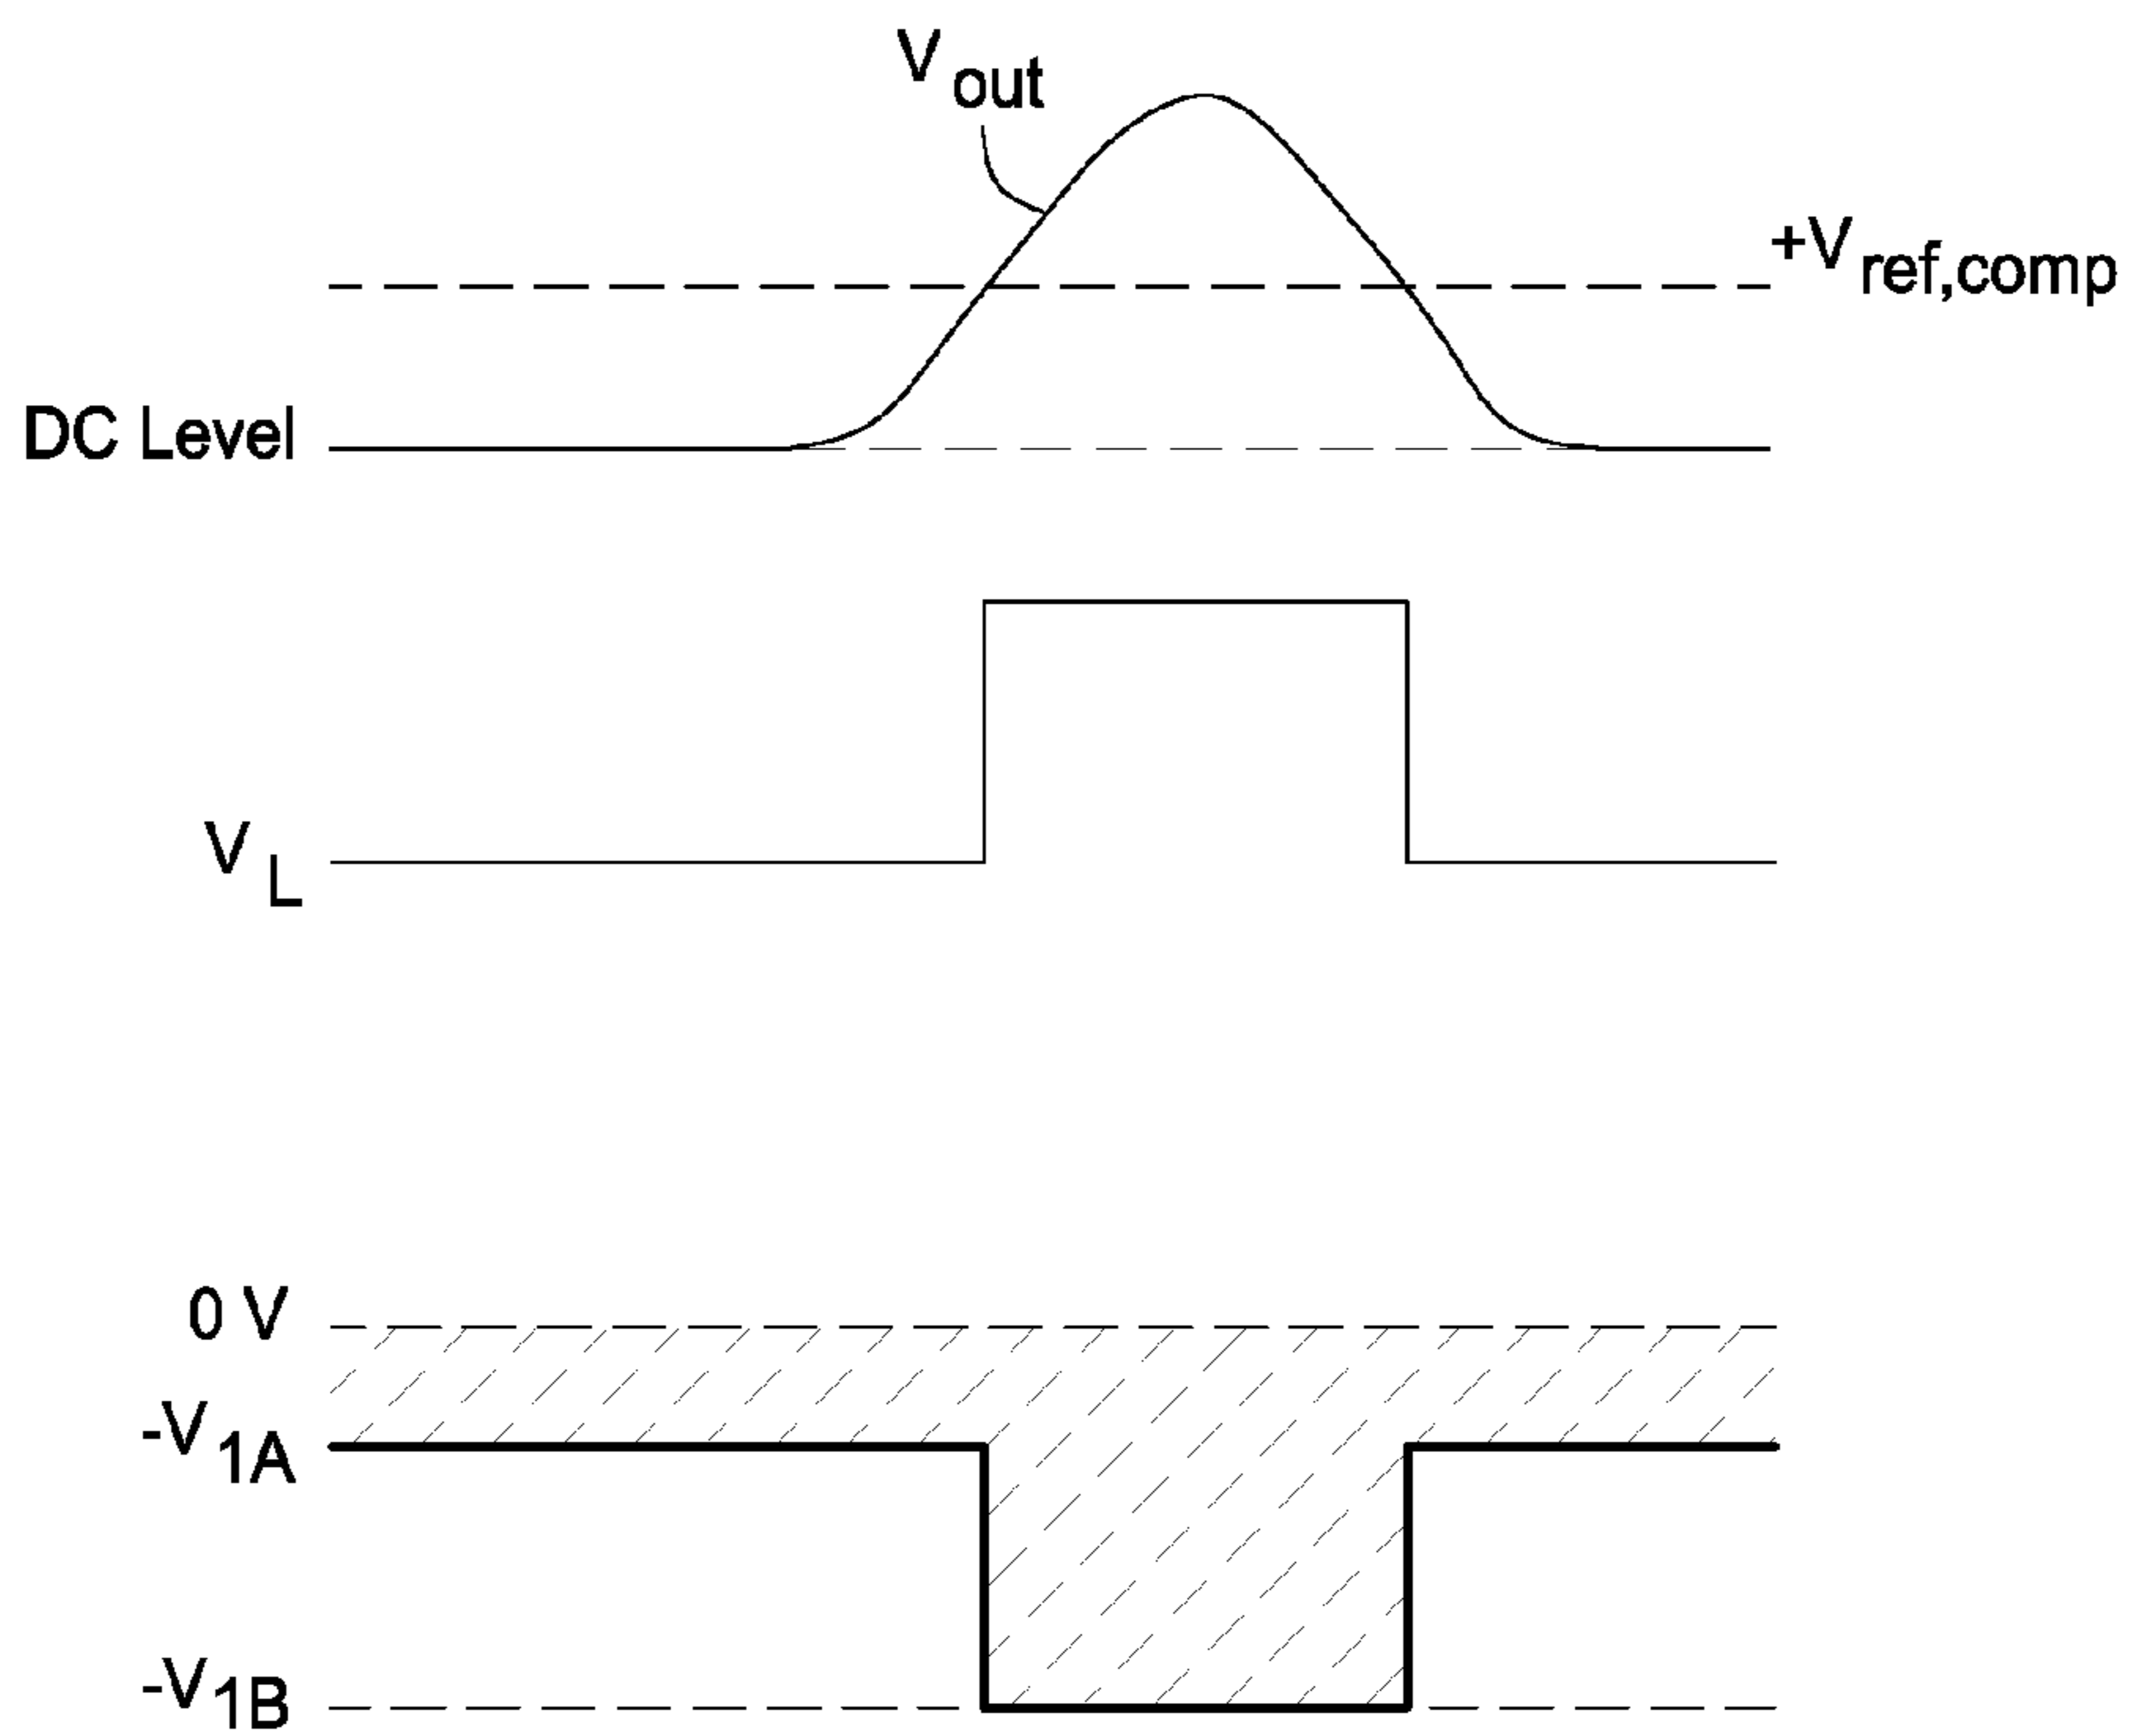 Vout
+Vref,comp
DC Level
VL
0 V
-V1A
-V1B